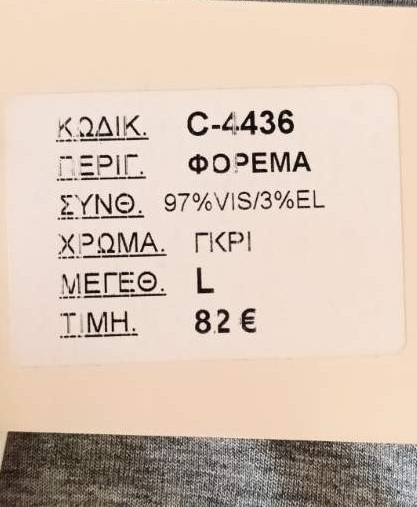 ΚΩΔΙΚ. C-4436
ΠΕΡΙΓ. ΦΟΡΕΜΑ
ΣΥΝΘ. 97%VIS/3%EL
ΧΡΩΜΑ. ΓΚΡΙ
ΜΕΓΕΘ. L
ΤΙΜΗ. 82 €